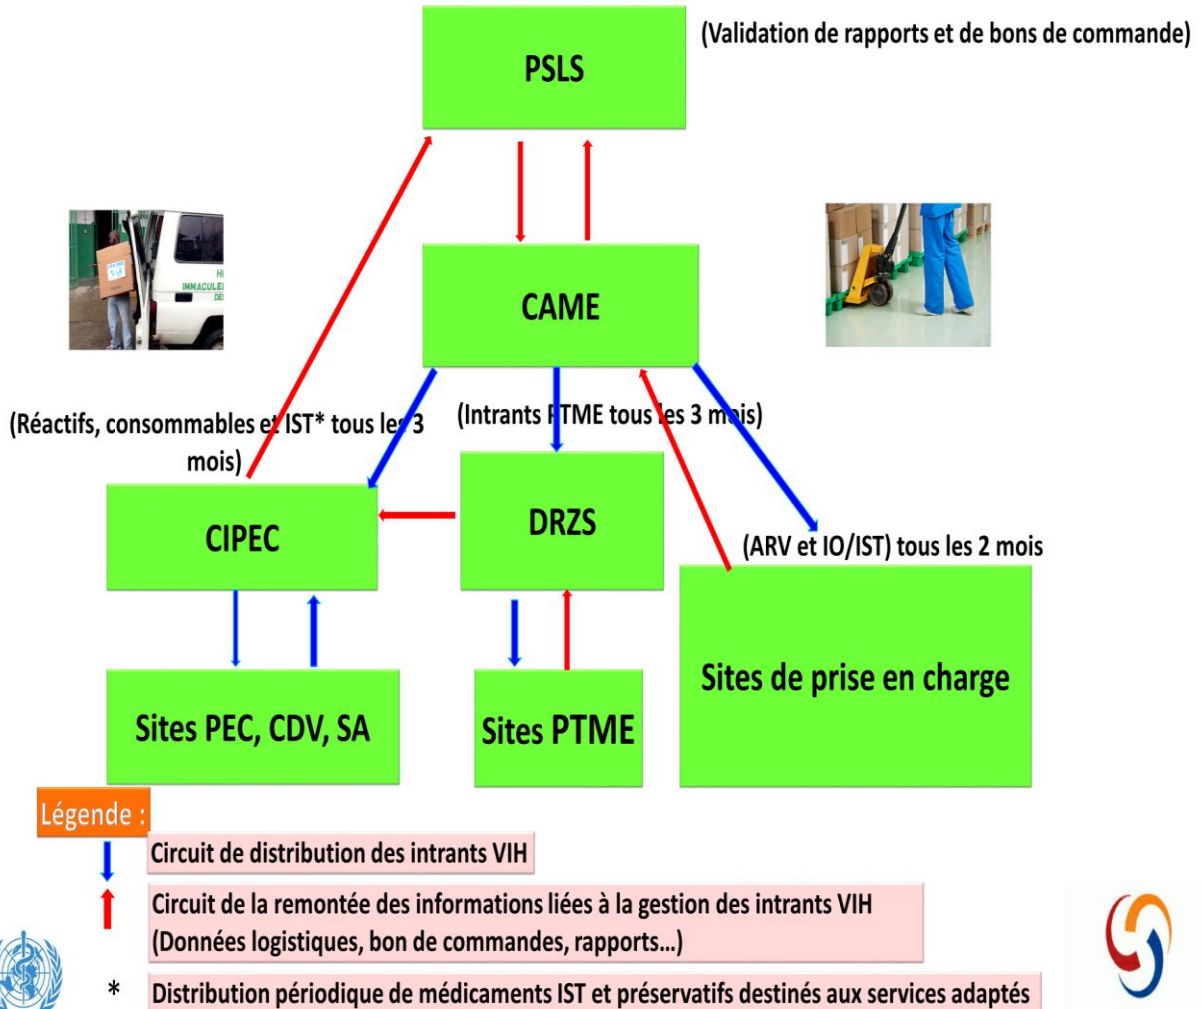 PSLS
(Validation de rapports et de bons de commande)
CAME
(Réactifs, consommables et IST* tous les 3
mois)
(Intrants PTME tous les 3 mois)
CIPEC
DRZS
(ARV et IO/IST) tous les 2 mois
Sites PEC, CDV, SA
Sites PTME
Sites de prise en charge
Légende :
Circuit de distribution des intrants VIH
Circuit de la remontée des informations liées à la gestion des intrants VIH
(Données logistiques, bon de commandes, rapports...)
* Distribution périodique de médicaments IST et préservatifs destinés aux services adaptés